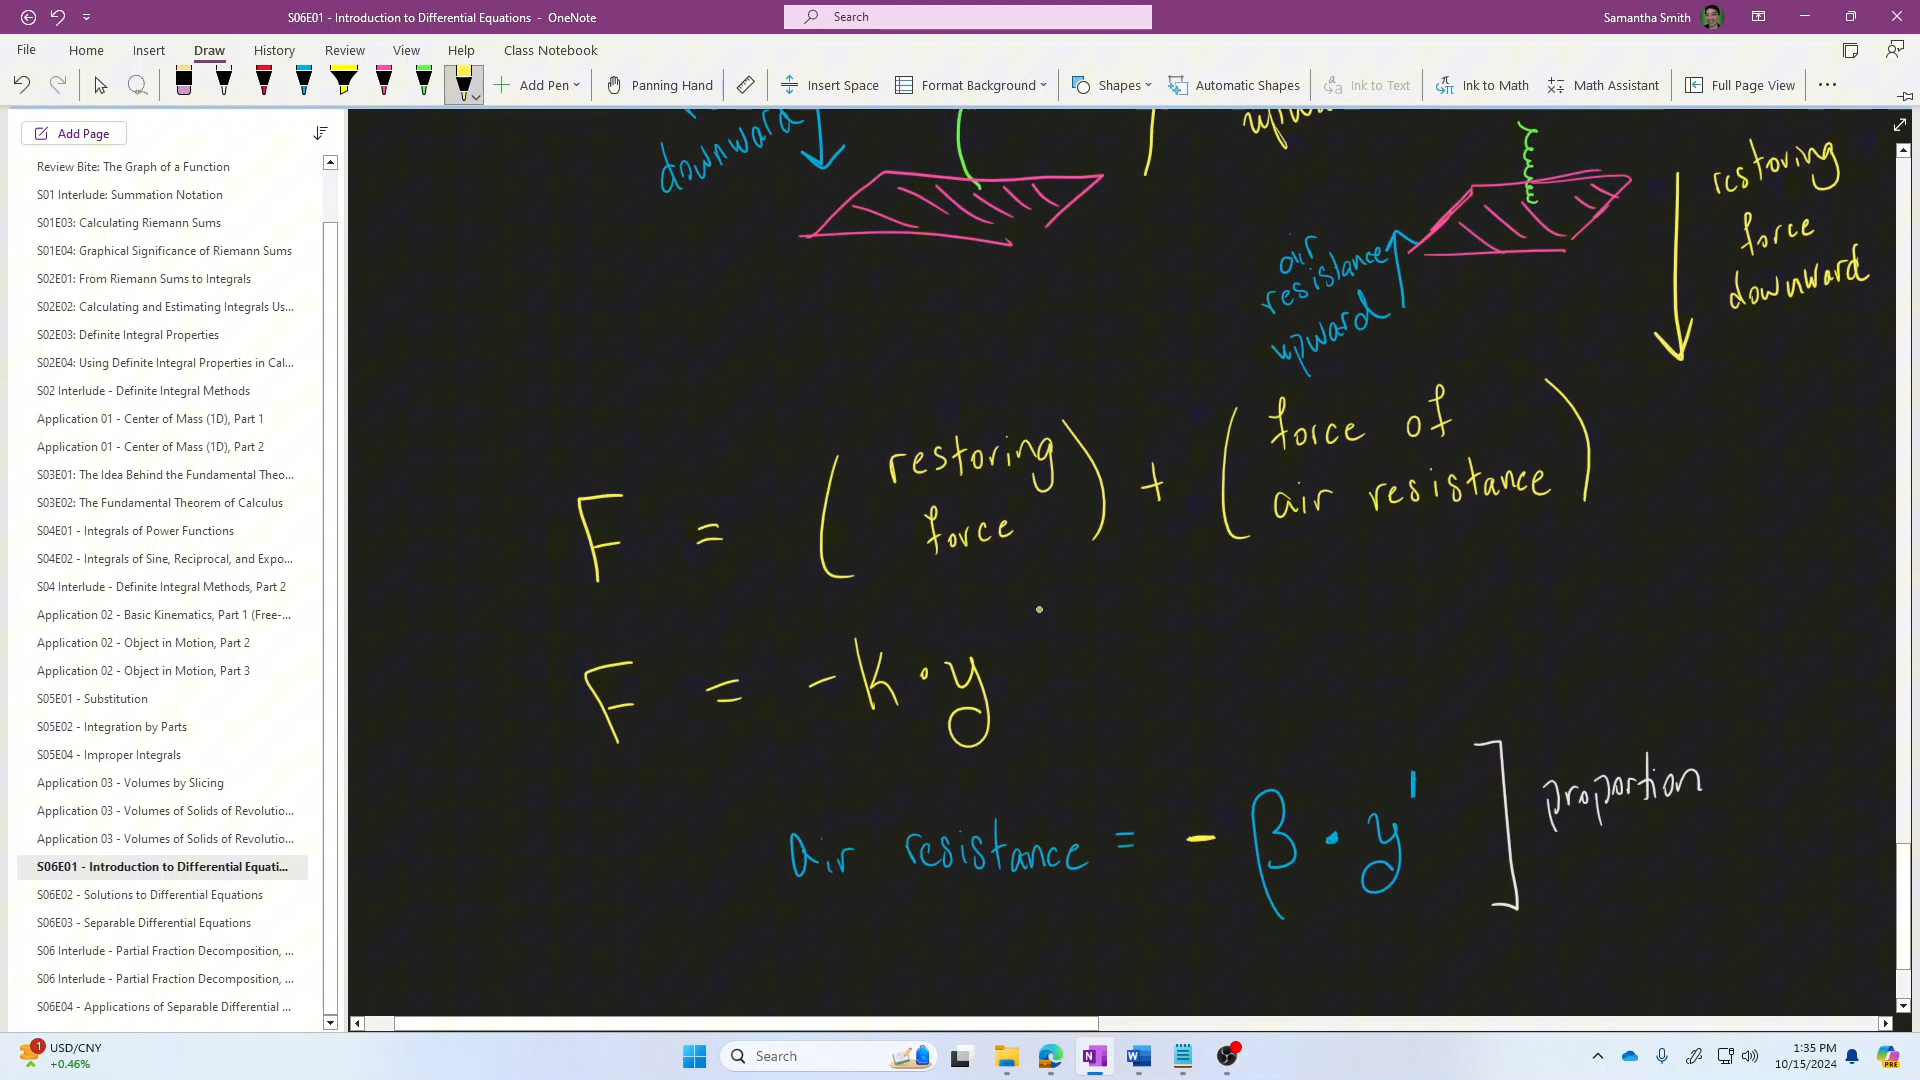 S06E01 - Introduction to Differential Equations - OneNote
Search
Samantha Smith
File Home Insert Draw History Review View Help Class Notebook
Add Pen Panning Hand Insert Space Format Background Shapes Automatic Shapes Ink to Text Ink to Math Math Assistant Full Page View
Add Page
Review Bite: The Graph of a Function
S01 Interlude: Summation Notation
S01E03: Calculating Riemann Sums
S01E04: Graphical Significance of Riemann Sums
S02E01: From Riemann Sums to Integrals
S02E02: Calculating and Estimating Integrals Us...
S02E03: Definite Integral Properties
S02E04: Using Definite Integral Properties in Cal...
S02 Interlude - Definite Integral Methods
Application 01 - Center of Mass (1D), Part 1
Application 01 - Center of Mass (1D), Part 2
S03E01: The Idea Behind the Fundamental Theo...
S03E02: The Fundamental Theorem of Calculus
S04E01 - Integrals of Power Functions
S04E02 - Integrals of Sine, Reciprocal, and Expo...
S04 Interlude - Definite Integral Methods, Part 2
Application 02 - Basic Kinematics, Part 1 (Free-...
Application 02 - Object in Motion, Part 2
Application 02 - Object in Motion, Part 3
S05E01 - Substitution
S05E02 - Integration by Parts
S05E04 - Improper Integrals
Application 03 - Volumes by Slicing
Application 03 - Volumes of Solids of Revolutio...
Application 03 - Volumes of Solids of Revolutio...
S06E01 - Introduction to Differential Equati...
S06E02 - Solutions to Differential Equations
S06E03 - Separable Differential Equations
S06 Interlude - Partial Fraction Decomposition, ...
S06 Interlude - Partial Fraction Decomposition, ...
S06E04 - Applications of Separable Differential ...
downward
restoring
force
downward
air
resistance
upward
F = (restoring force) + (force of air resistance)
F = -k·y
air resistance = -β·y'
] proportion
1
USD/CNY
+0.46%
Search
1:35 PM
10/15/2024
PRE